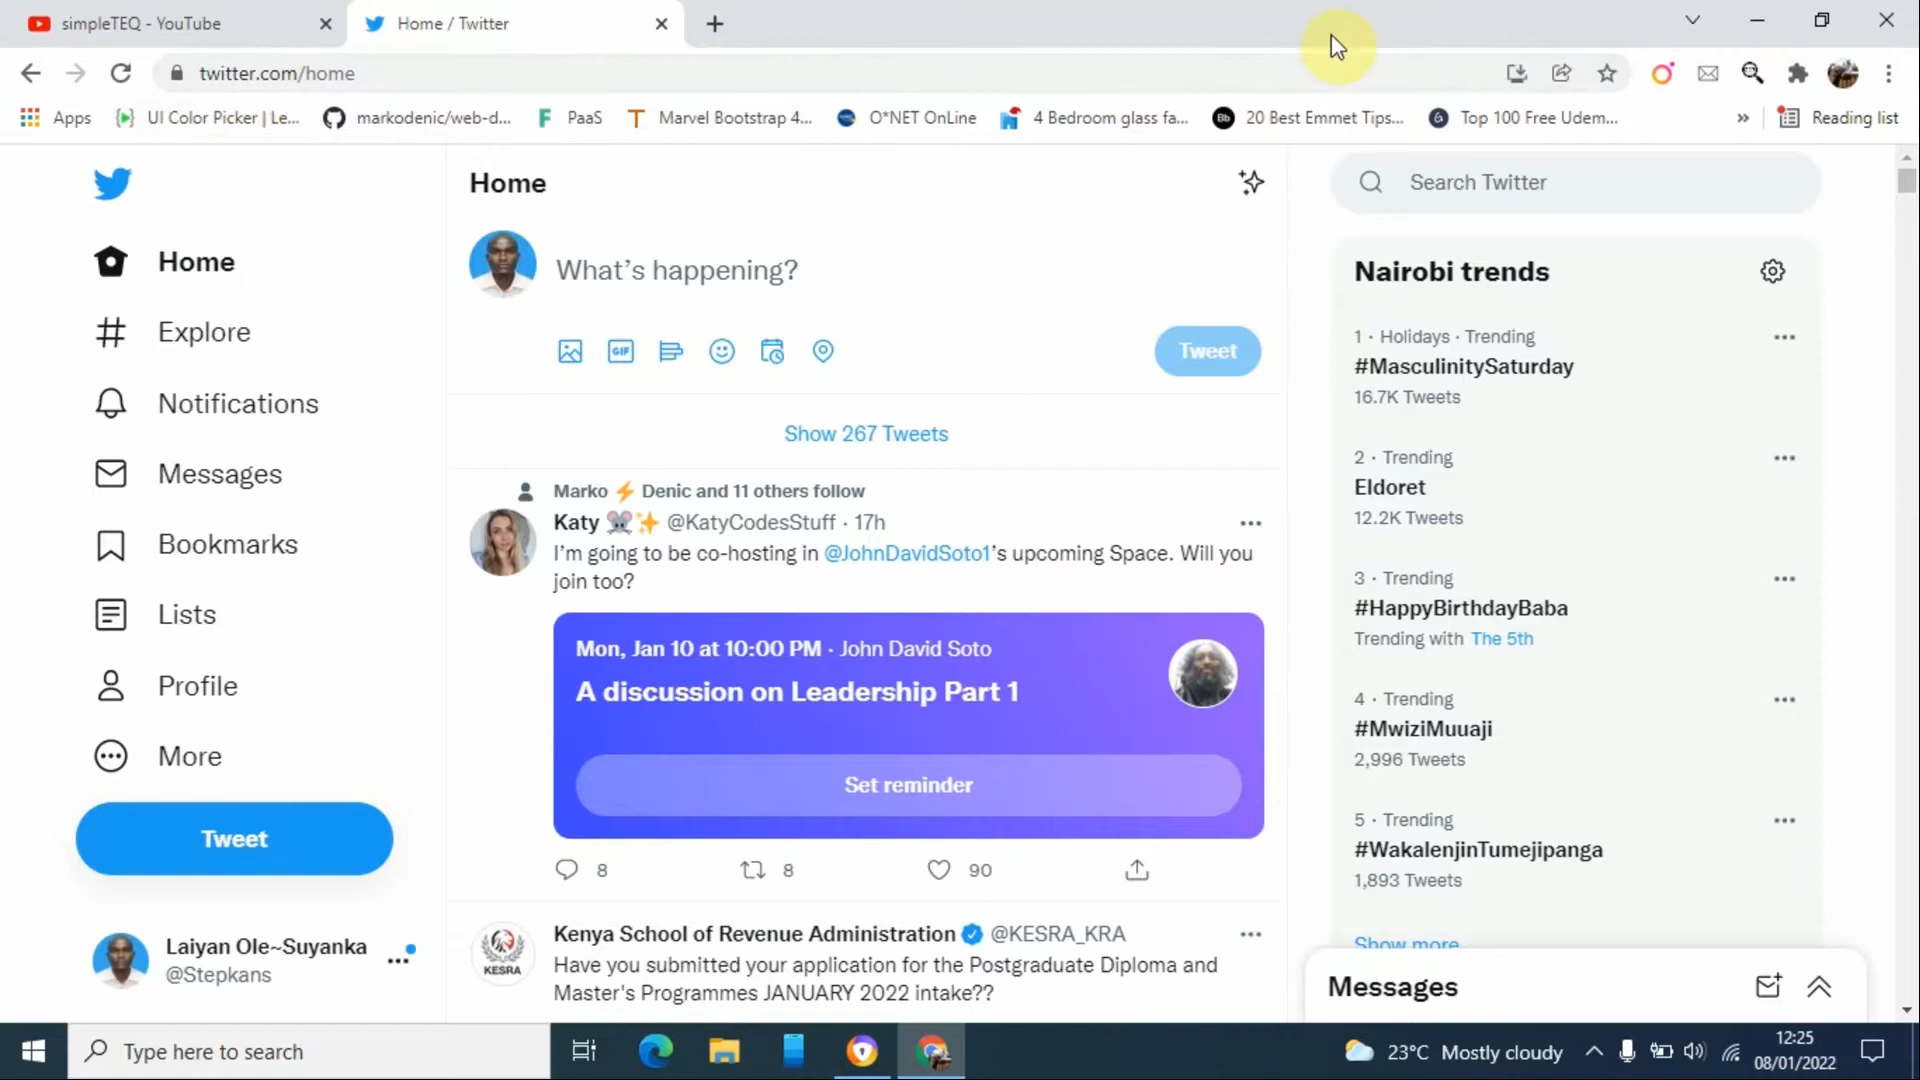 simpleTEQ - YouTube
Home / Twitter
twitter.com/home
Apps
UI Color Picker | Le...
markodenic/web-d...
PaaS
Marvel Bootstrap 4...
O*NET OnLine
4 Bedroom glass fa...
Bb
20 Best Emmet Tips...
Top 100 Free Udem...
»
Reading list
Home
Explore
Notifications
Messages
Bookmarks
Lists
Profile
More
Tweet
Laiyan Ole~Suyanka
@Stepkans
Home
What's happening?
GIF
Tweet
Show 267 Tweets
Marko ⚡ Denic and 11 others follow
Katy 🐭✨ @KatyCodesStuff · 17h
I'm going to be co-hosting in @JohnDavidSoto1's upcoming Space. Will you
join too?
Mon, Jan 10 at 10:00 PM · John David Soto
A discussion on Leadership Part 1
Set reminder
8
8
90
KESRA
Kenya School of Revenue Administration @KESRA_KRA
Have you submitted your application for the Postgraduate Diploma and
Master's Programmes JANUARY 2022 intake??
Search Twitter
Nairobi trends
1 · Holidays · Trending
#MasculinitySaturday
16.7K Tweets
2 · Trending
Eldoret
12.2K Tweets
3 · Trending
#HappyBirthdayBaba
Trending with The 5th
4 · Trending
#MwiziMuuaji
2,996 Tweets
5 · Trending
#WakalenjinTumejipanga
1,893 Tweets
Show more
Messages
Type here to search
23°C Mostly cloudy
12:25
08/01/2022